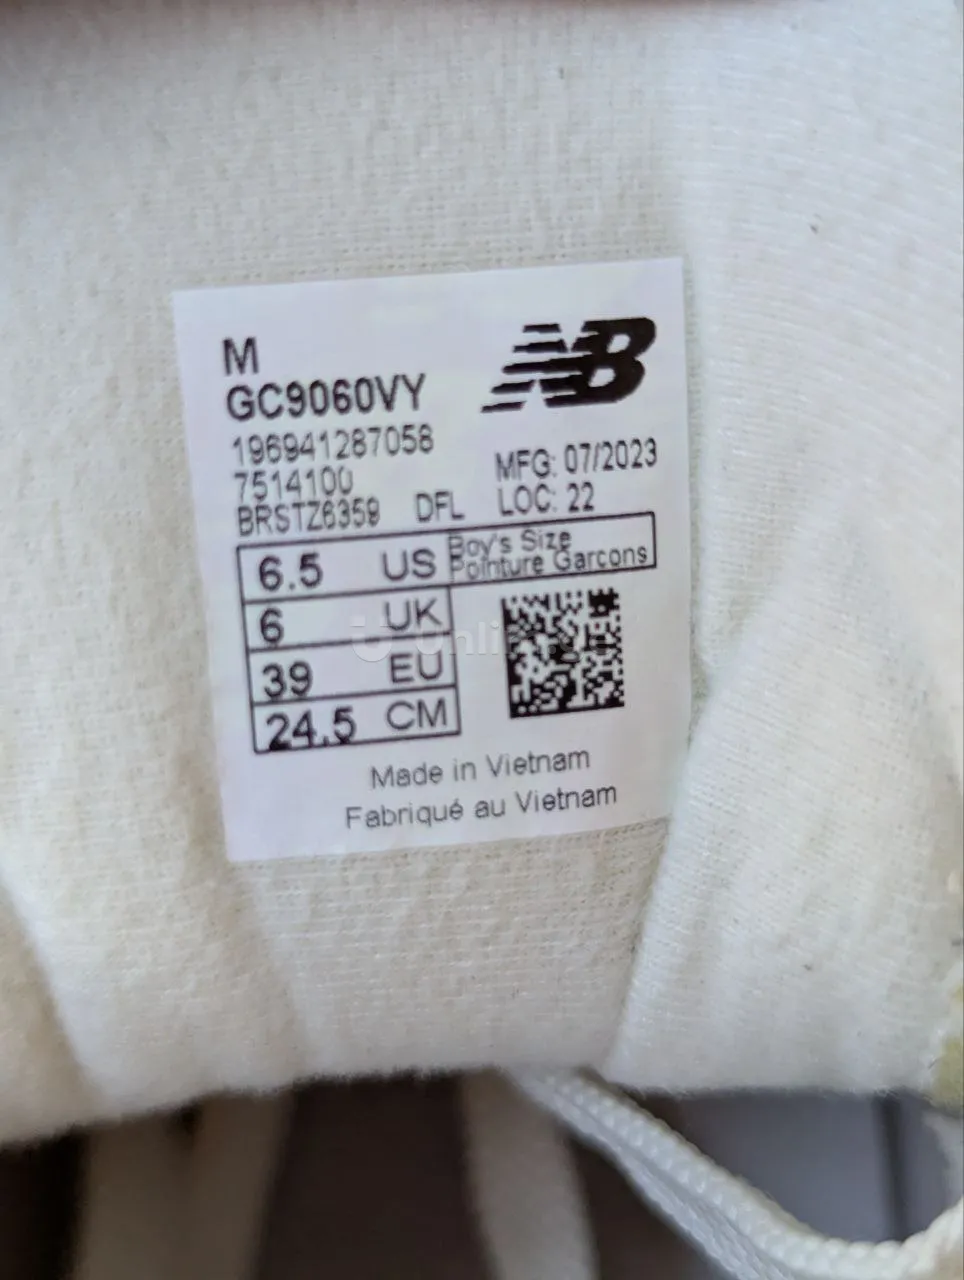 M
GC9060VY
NB
196941287058
7514100
MFG: 07/2023
BRSTZ6359 DFL LOC: 22
6.5 US Boy's Size
Pointure Garcons
6 UK
39 EU
24.5 CM
Made in Vietnam
Fabriqué au Vietnam